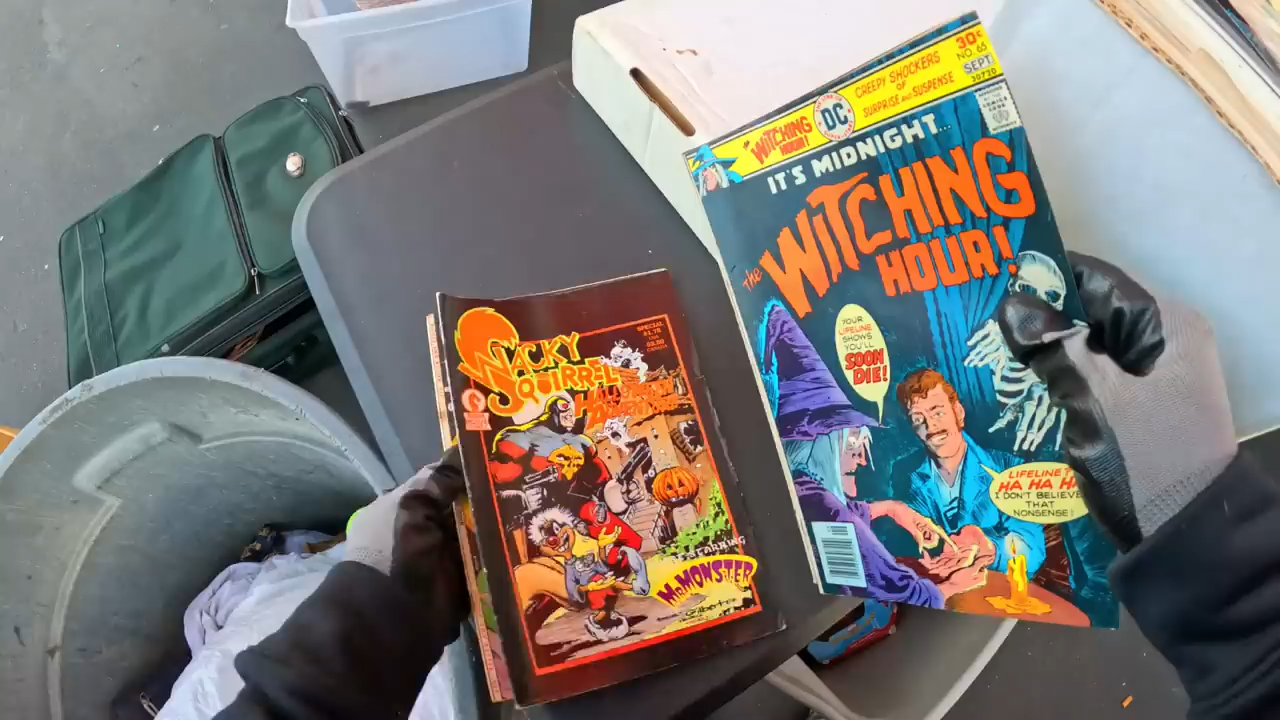 WACKY
SQUIRREL
SPECIAL
$1.75
STARRING
MR. MONSTER
30¢
NO. 65
SEPT.
30720
CREEPY SHOCKERS
OF
SURPRISE AND SUSPENSE
THE WITCHING
HOUR!
DC
IT'S MIDNIGHT...
THE WITCHING
HOUR!
YOUR
LIFELINE
SHOWS
YOU'LL
SOON
DIE!
LIFELINE?
HA HA HA
I DON'T BELIEVE
THAT
NONSENSE!